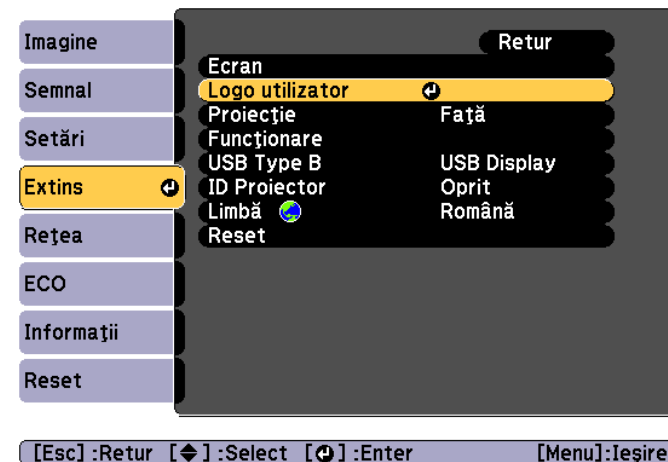 Imagine
Semnal
Setări
Extins
Reţea
ECO
Informaţii
Reset
Retur
Ecran
Logo utilizator
Proiecţie Faţă
Funcţionare
USB Type B USB Display
ID Proiector Oprit
Limbă Română
Reset
[Esc] :Retur [ ] :Select [ ] :Enter [Menu]:Ieşire